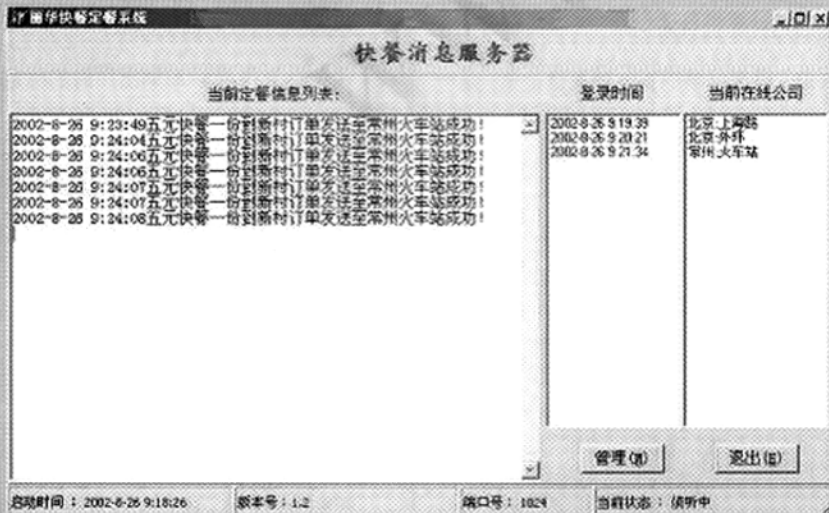 丽华快餐定餐系统
快餐消息服务器
当前定餐信息列表：
登录时间
当前在线公司
2002-8-26 9:23:49五元快餐一份到新村订单发送至常州火车站成功！
2002-8-26 9:24:04五元快餐一份到新村订单发送至常州火车站成功！
2002-8-26 9:24:06五元快餐一份到新村订单发送至常州火车站成功！
2002-8-26 9:24:06五元快餐一份到新村订单发送至常州火车站成功！
2002-8-26 9:24:07五元快餐一份到新村订单发送至常州火车站成功！
2002-8-26 9:24:07五元快餐一份到新村订单发送至常州火车站成功！
2002-8-26 9:24:08五元快餐一份到新村订单发送至常州火车站成功！
2002-8-26 9:19:39
2002-8-26 9:20:21
2002-8-26 9:21:34
北京:上海路
北京:外环
常州:火车站
管理(M)
退出(E)
启动时间：2002-8-26 9:18:26
版本号：1.2
端口号：1024
当前状态：侦听中